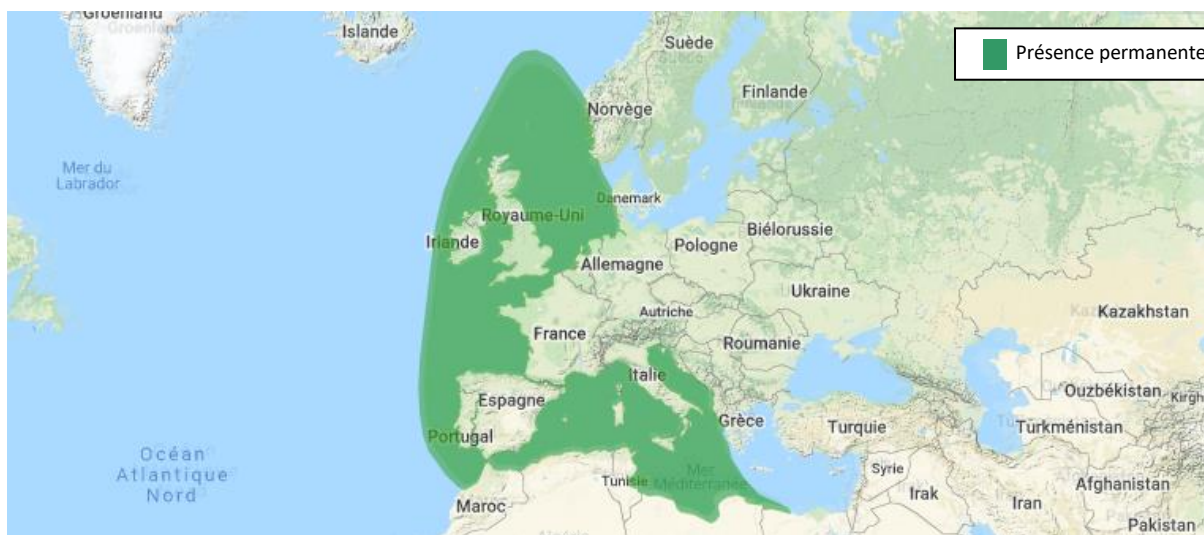 Groenland
Groenland
Islande
Suède
Présence permanente
Finlande
Norvège
Mer du
Labrador
Danemark
Royaume-Uni
Irlande
Biélorussie
Pologne
Allemagne
Ukraine
Kazakhstan
Autriche
France
Roumanie
Italie
Ouzbékistan
Espagne
Grèce
Turquie
Turkménistan
Portugal
Océan
Atlantique
Nord
Mer
Méditerranée
Syrie
Tunisie
Afghanistan
Irak
Iran
Maroc
Pakistan